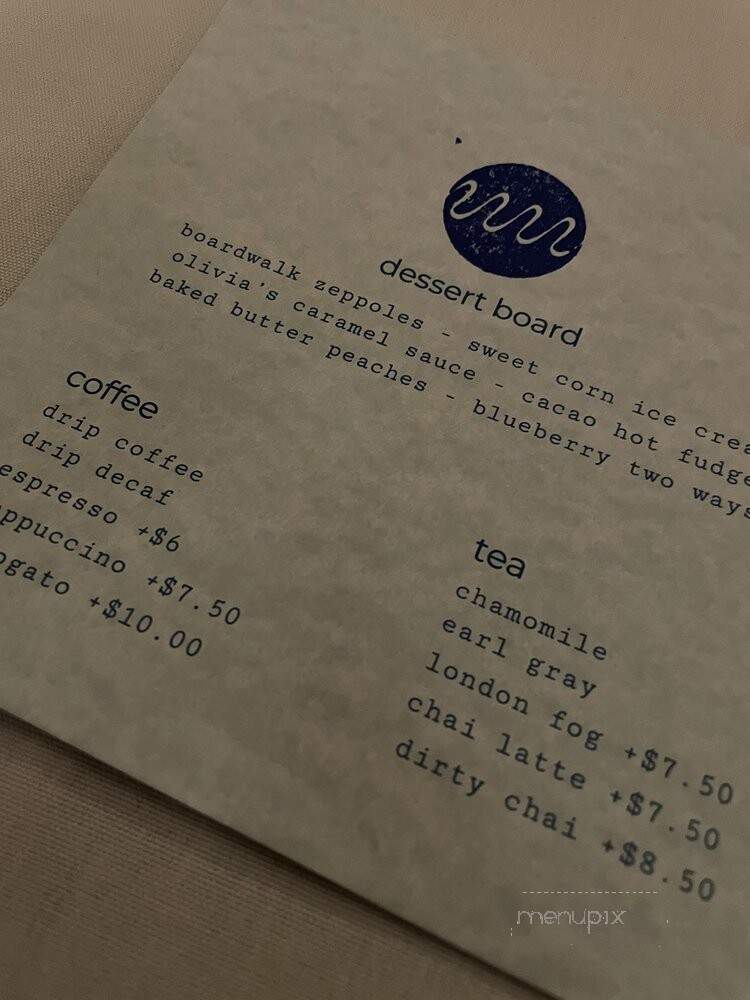 dessert board
boardwalk zeppoles - sweet corn ice crea
olivia's caramel sauce - cacao hot fudge
baked butter peaches - blueberry two ways
coffee
drip coffee
drip decaf
espresso +$6
ppuccino +$7.50
ogato +$10.00
tea
chamomile
earl gray
london fog +$7.50
chai latte +$7.50
dirty chai +$8.50
menupix